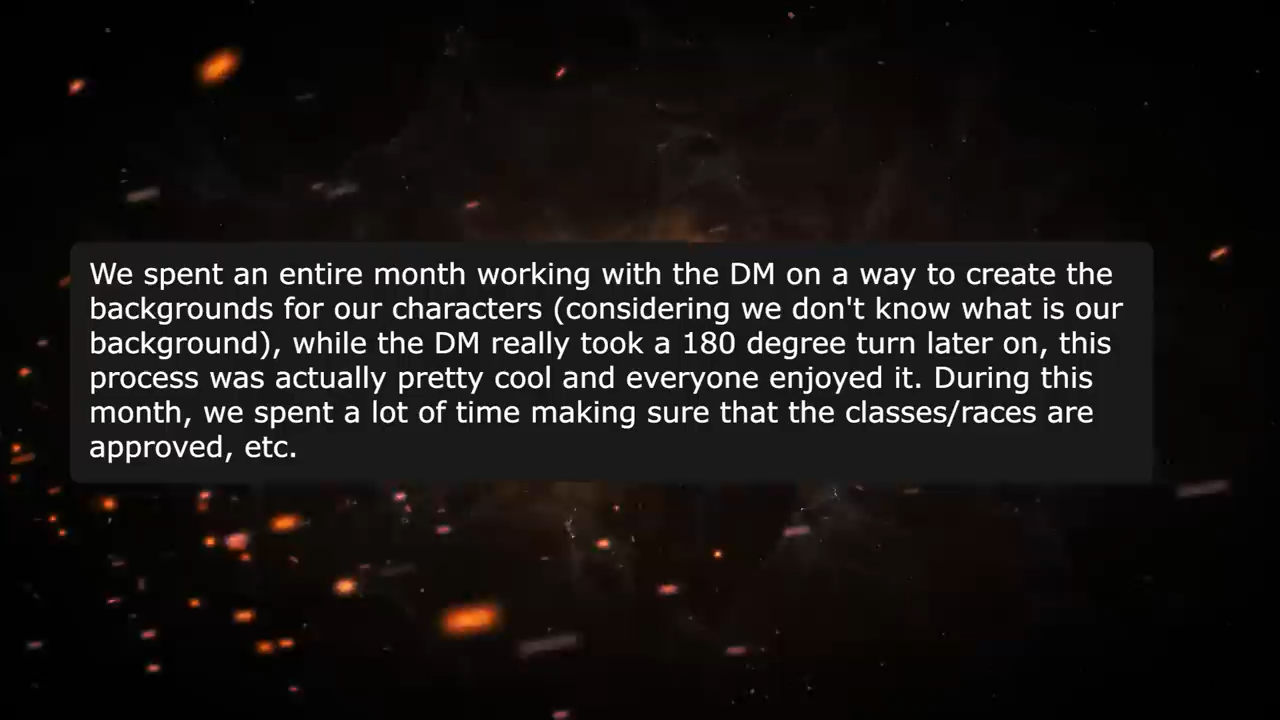 We spent an entire month working with the DM on a way to create the
backgrounds for our characters (considering we don't know what is our
background), while the DM really took a 180 degree turn later on, this
process was actually pretty cool and everyone enjoyed it. During this
month, we spent a lot of time making sure that the classes/races are
approved, etc.